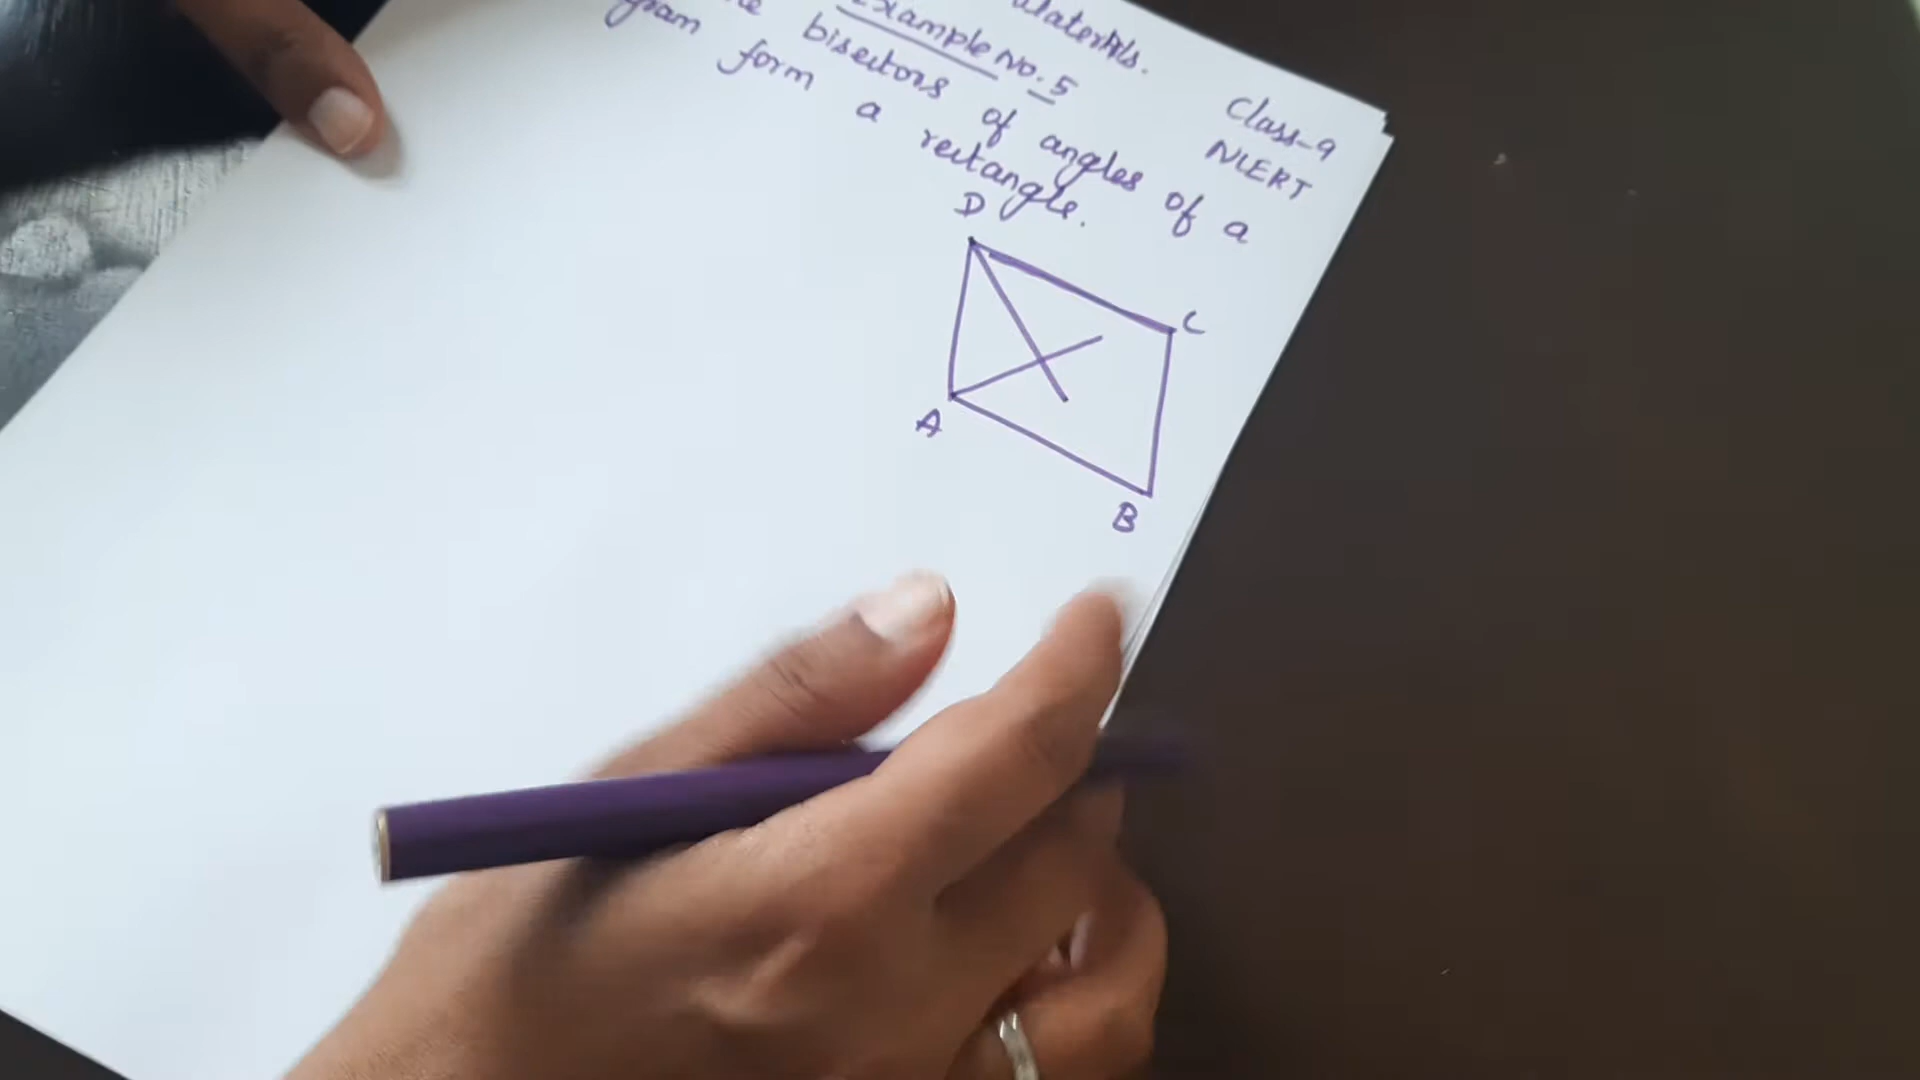 Class-9
NCERT
Example No. 5
bisectors of angles of a
form a rectangle.
D
C
A
B